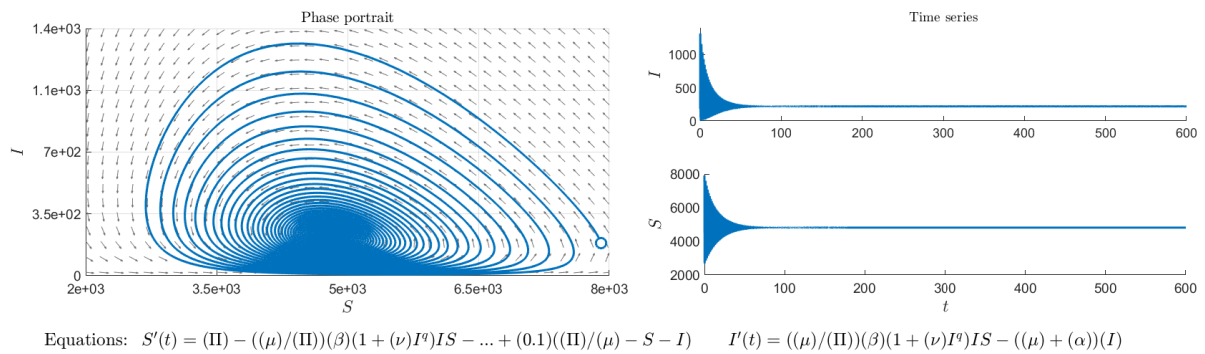 Phase portrait
1.4e+03
1.1e+03
7e+02
3.5e+02
0
I
2e+03 3.5e+03 5e+03 6.5e+03 8e+03
S
Time series
1000
500
0
I
0 100 200 300 400 500 600
8000
6000
4000
2000
S
0 100 200 300 400 500 600
t
Equations: S′(t) = (Π) − ((μ)/(Π))(β)(1 + (ν)I^q)IS − ... + (0.1)((Π)/(μ) − S − I) I′(t) = ((μ)/(Π))(β)(1 + (ν)I^q)IS − ((μ) + (α))(I)